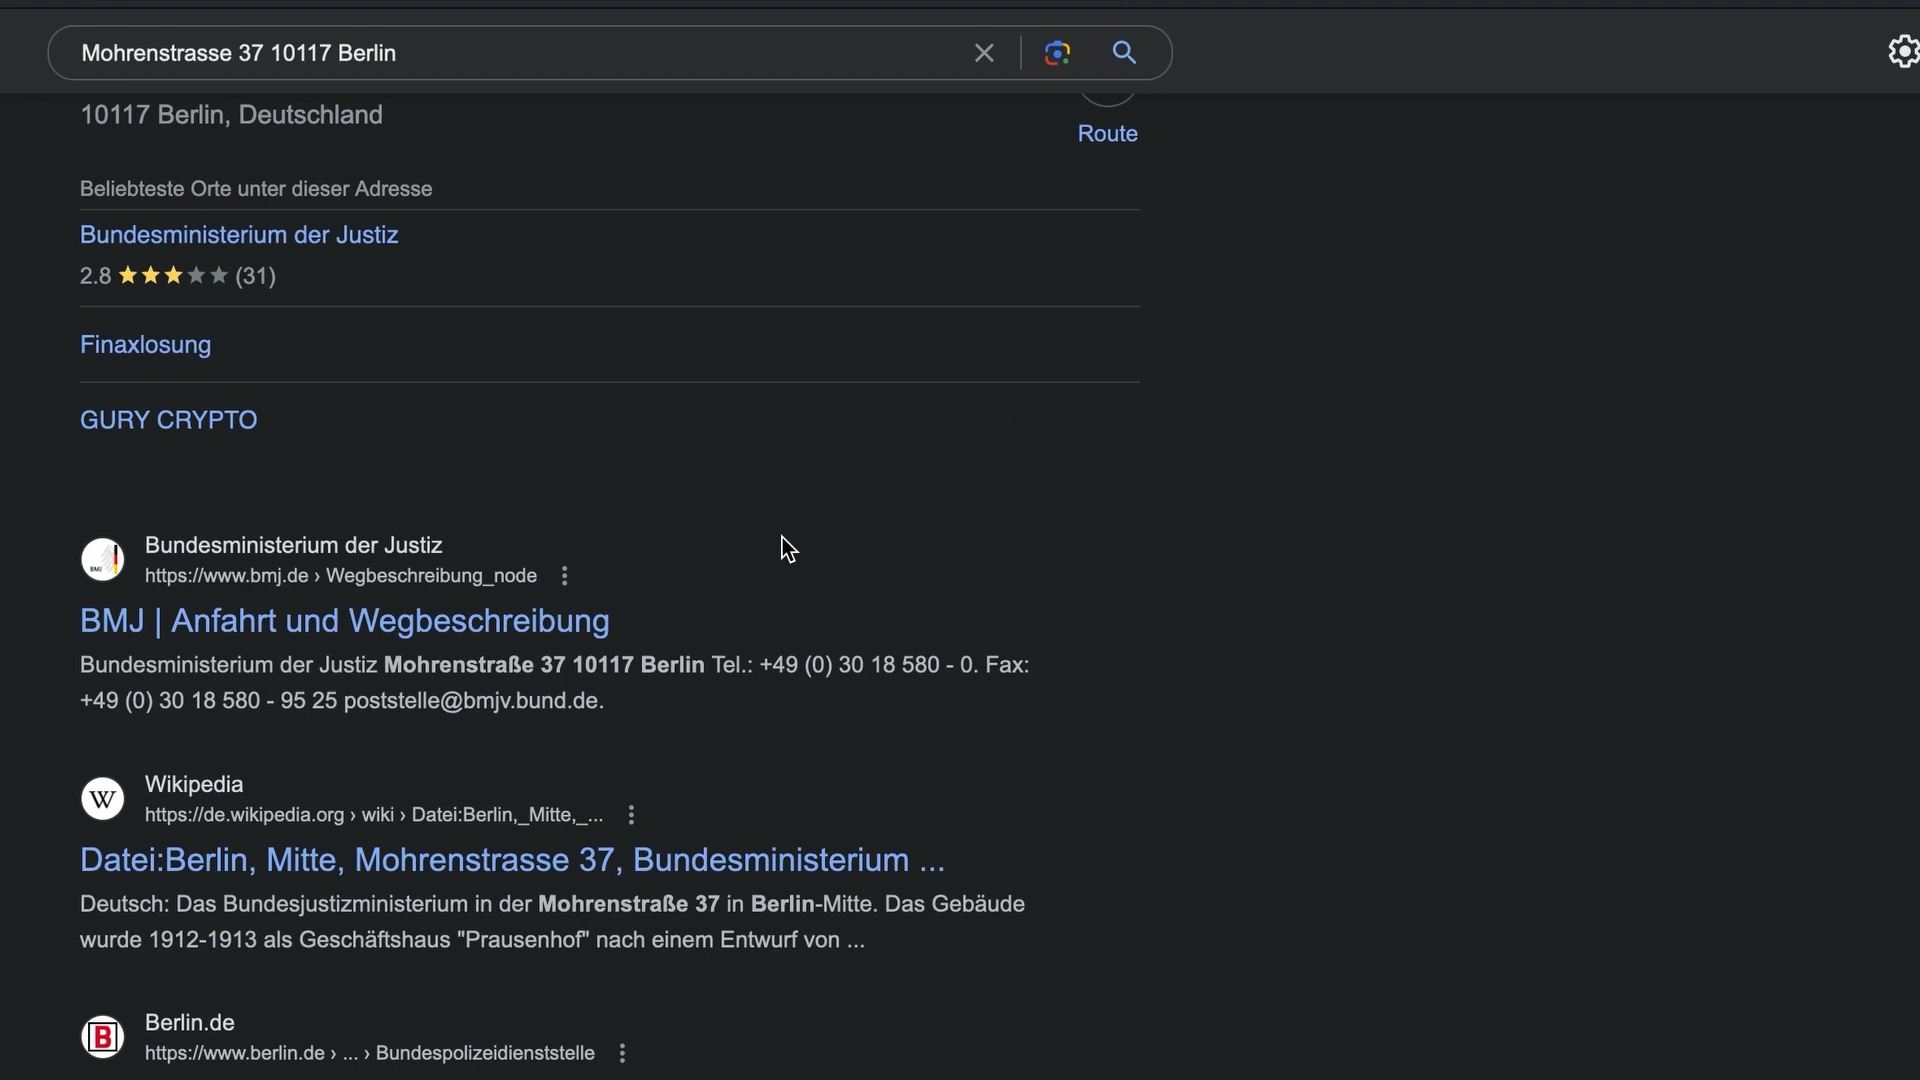 Mohrenstrasse 37 10117 Berlin
10117 Berlin, Deutschland
Route
Beliebteste Orte unter dieser Adresse
Bundesministerium der Justiz
2.8 (31)
Finaxlosung
GURY CRYPTO
Bundesministerium der Justiz
https://www.bmj.de › Wegbeschreibung_node
BMJ | Anfahrt und Wegbeschreibung
Bundesministerium der Justiz Mohrenstraße 37 10117 Berlin Tel.: +49 (0) 30 18 580 - 0. Fax:
+49 (0) 30 18 580 - 95 25 poststelle@bmjv.bund.de.
BMJ
Wikipedia
W
https://de.wikipedia.org › wiki › Datei:Berlin,_Mitte,_...
Datei:Berlin, Mitte, Mohrenstrasse 37, Bundesministerium ...
Deutsch: Das Bundesjustizministerium in der Mohrenstraße 37 in Berlin-Mitte. Das Gebäude
wurde 1912-1913 als Geschäftshaus "Prausenhof" nach einem Entwurf von ...
Berlin.de
B
https://www.berlin.de › ... › Bundespolizeidienststelle